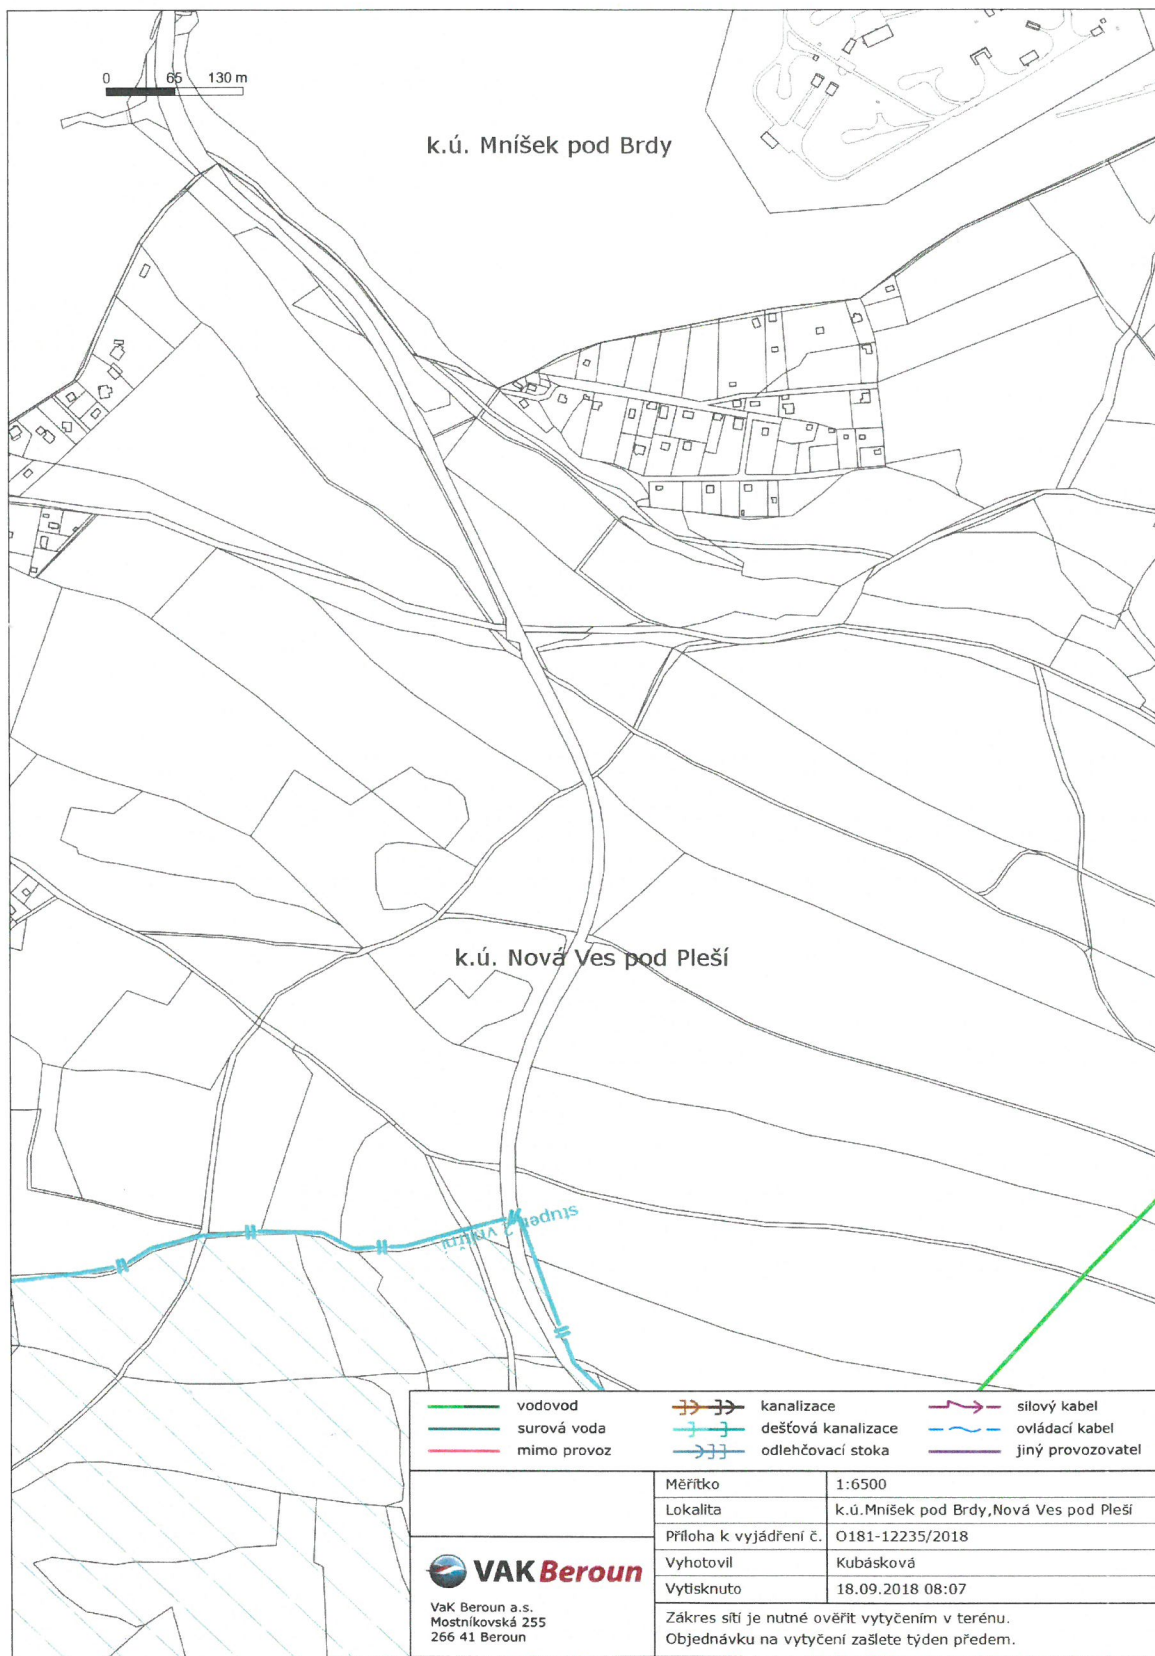 0 65 130 m
k.ú. Mníšek pod Brdy
k.ú. Nová Ves pod Pleší
stupeň 2 vnitřní
vodovod
surová voda
mimo provoz
kanalizace
dešťová kanalizace
odlehčovací stoka
silový kabel
ovládací kabel
jiný provozovatel
Měřítko 1:6500
Lokalita k.ú.Mníšek pod Brdy,Nová Ves pod Pleší
Příloha k vyjádření č. O181-12235/2018
Vyhotovil Kubásková
Vytisknuto 18.09.2018 08:07
Zákres sítí je nutné ověřit vytyčením v terénu.
Objednávku na vytyčení zašlete týden předem.
VAK Beroun
VaK Beroun a.s.
Mostníkovská 255
266 41 Beroun